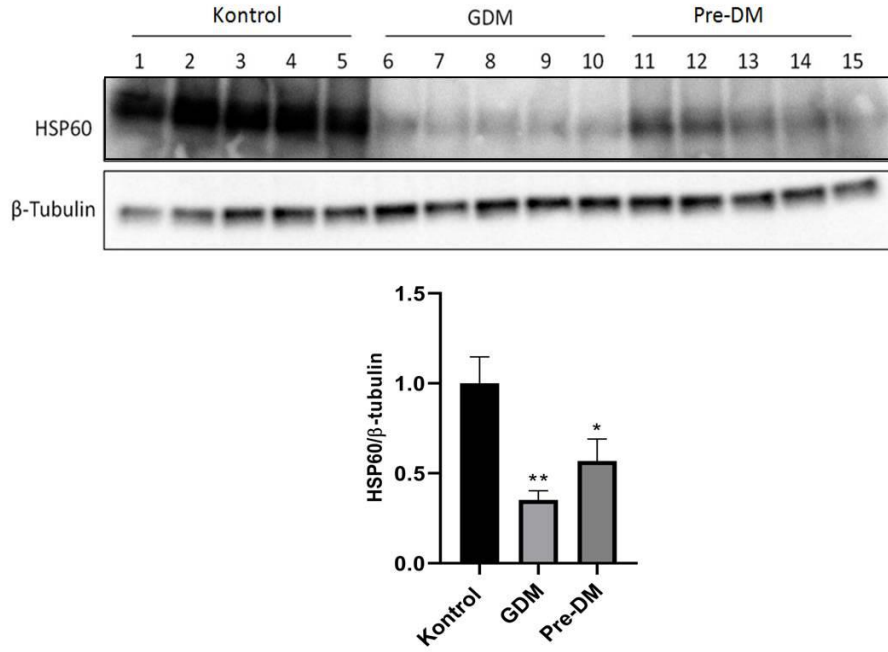 Kontrol GDM Pre-DM
1 2 3 4 5 6 7 8 9 10 11 12 13 14 15
HSP60
β-Tubulin
1.5
1.0
0.5
0.0
HSP60/β-tubulin
**
*
Kontrol
GDM
Pre-DM